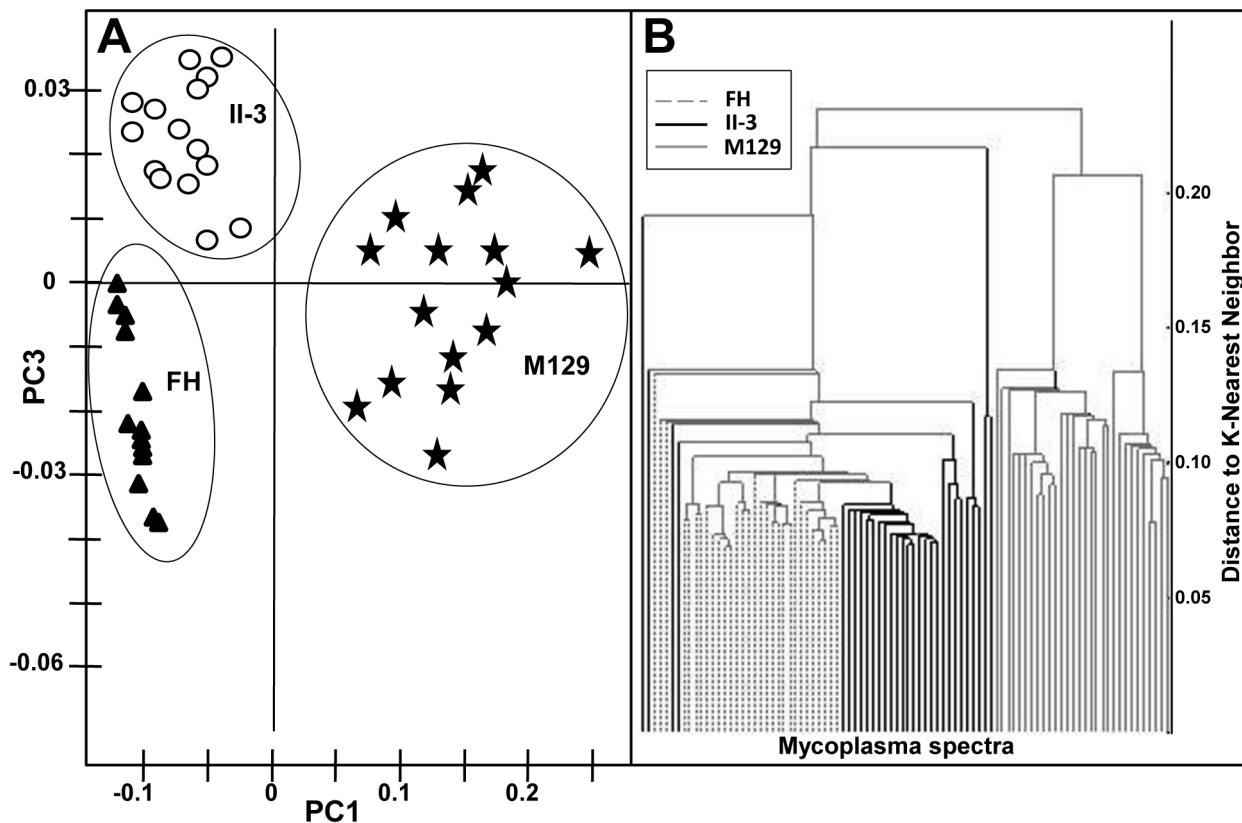 A
0.03
0
-0.03
-0.06
PC3
II-3
FH
M129
-0.1
0
0.1
0.2
PC1
B
FH
II-3
M129
0.20
0.15
0.10
0.05
Distance to K-Nearest Neighbor
Mycoplasma spectra